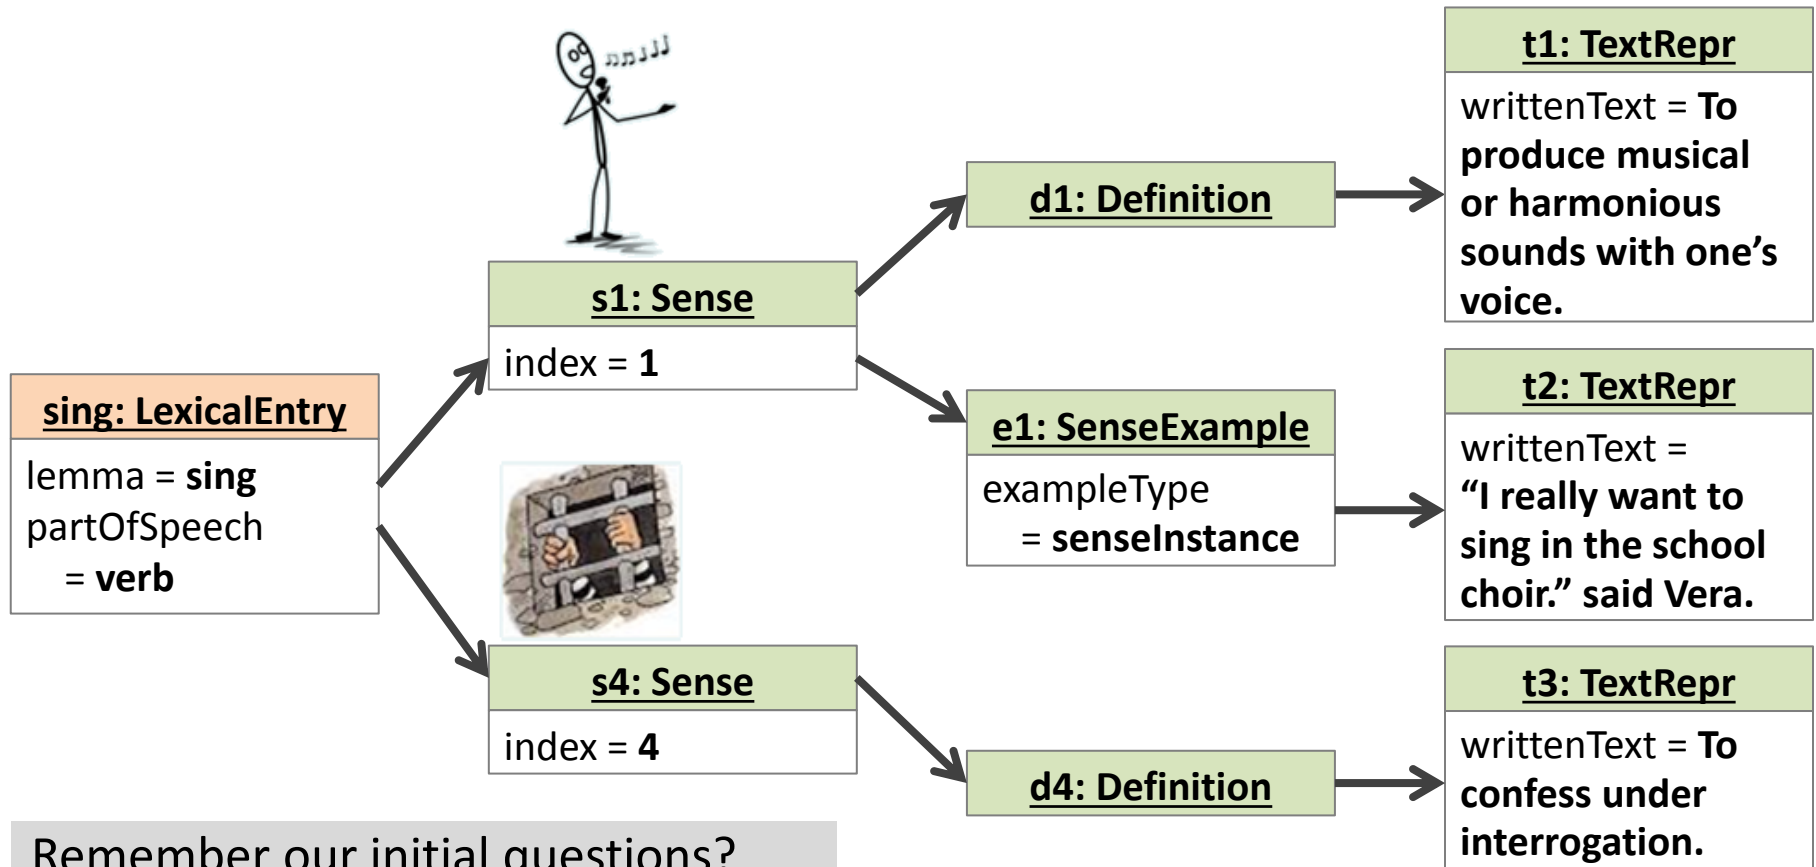 sing: LexicalEntry
lemma = sing
partOfSpeech
= verb
s1: Sense
index = 1
s4: Sense
index = 4
d1: Definition
e1: SenseExample
exampleType
= senseInstance
d4: Definition
t1: TextRepr
writtenText = To
produce musical
or harmonious
sounds with one’s
voice.
t2: TextRepr
writtenText =
“I really want to
sing in the school
choir.” said Vera.
t3: TextRepr
writtenText = To
confess under
interrogation.
Remember our initial questions?